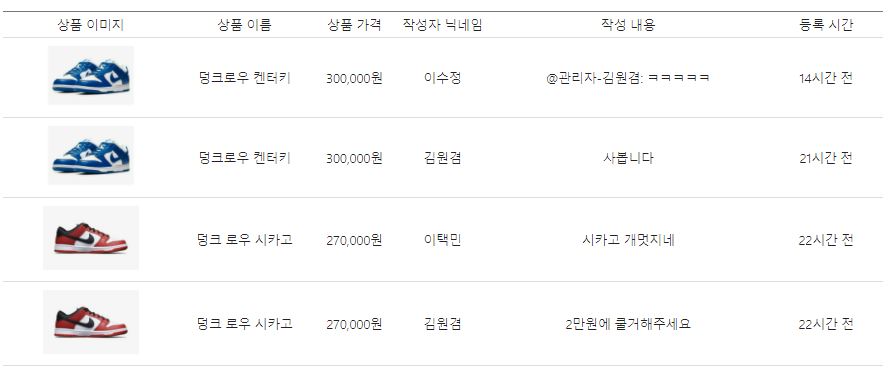 상품 이미지 상품 이름 상품 가격 작성자 닉네임 작성 내용 등록 시간
덩크로우 켄터키 300,000원 이수정 @관리자-김원겸: ㅋㅋㅋㅋㅋ 14시간 전
덩크로우 켄터키 300,000원 김원겸 사봅니다 21시간 전
덩크 로우 시카고 270,000원 이택민 시카고 개멋지네 22시간 전
덩크 로우 시카고 270,000원 김원겸 2만원에 쿨거해주세요 22시간 전